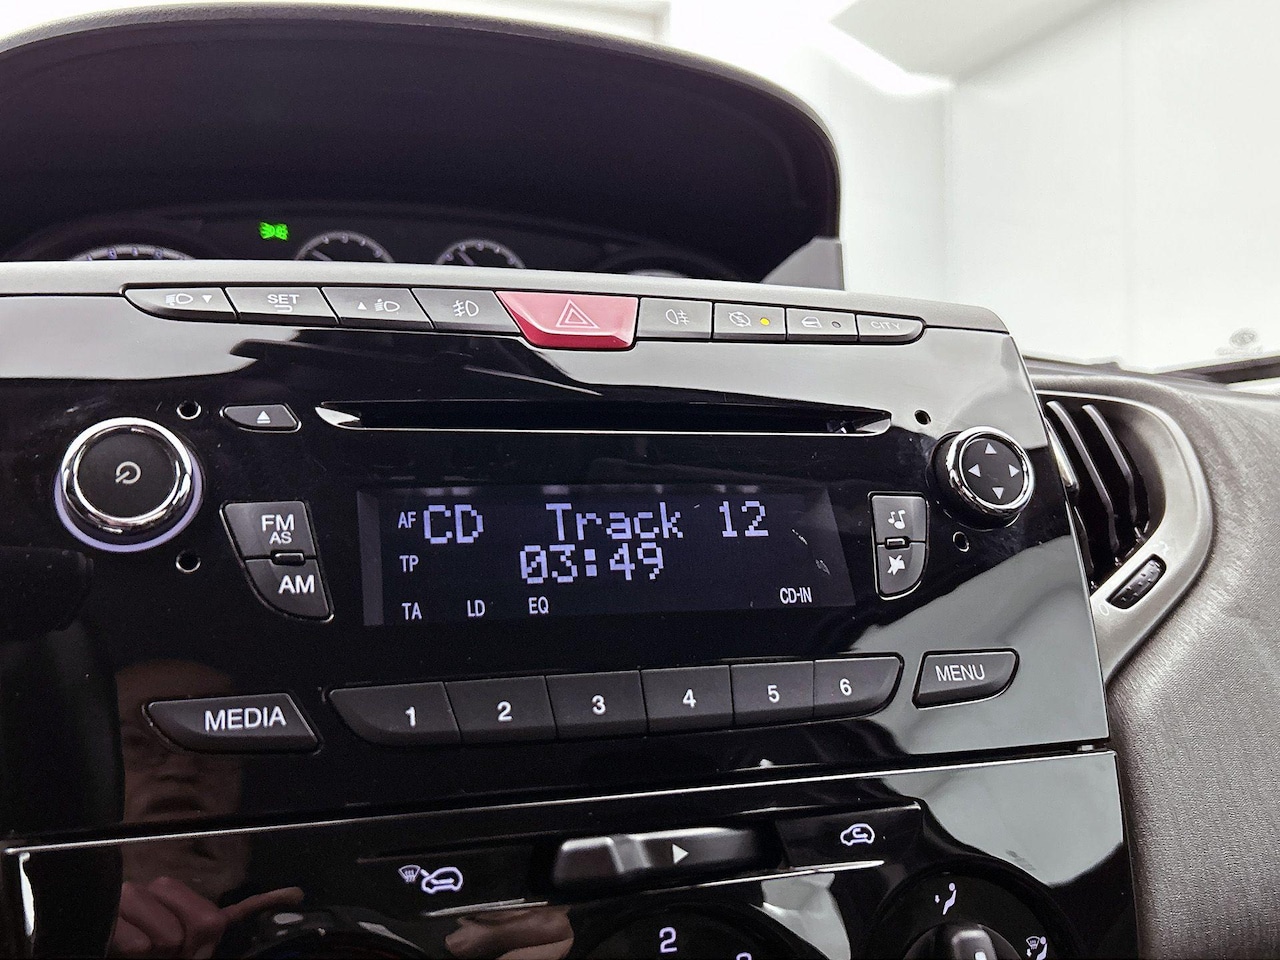 SET
CITY
FM
AS
AM
AF CD Track 12
TP 03:49
TA LD EQ CD-IN
MEDIA
1 2 3 4 5 6
MENU
2